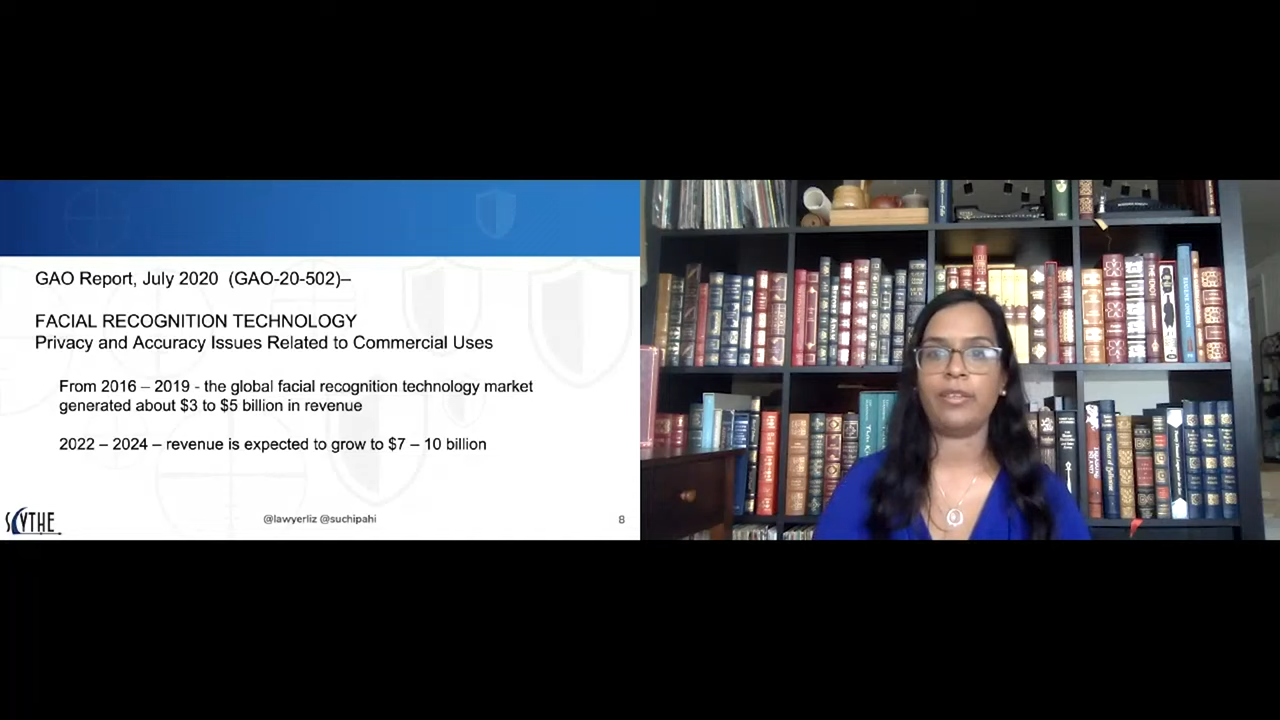 GAO Report, July 2020 (GAO-20-502)–
FACIAL RECOGNITION TECHNOLOGY
Privacy and Accuracy Issues Related to Commercial Uses
From 2016 – 2019 - the global facial recognition technology market
generated about $3 to $5 billion in revenue
2022 – 2024 – revenue is expected to grow to $7 – 10 billion
SCYTHE
@lawyerliz @suchipahi
8